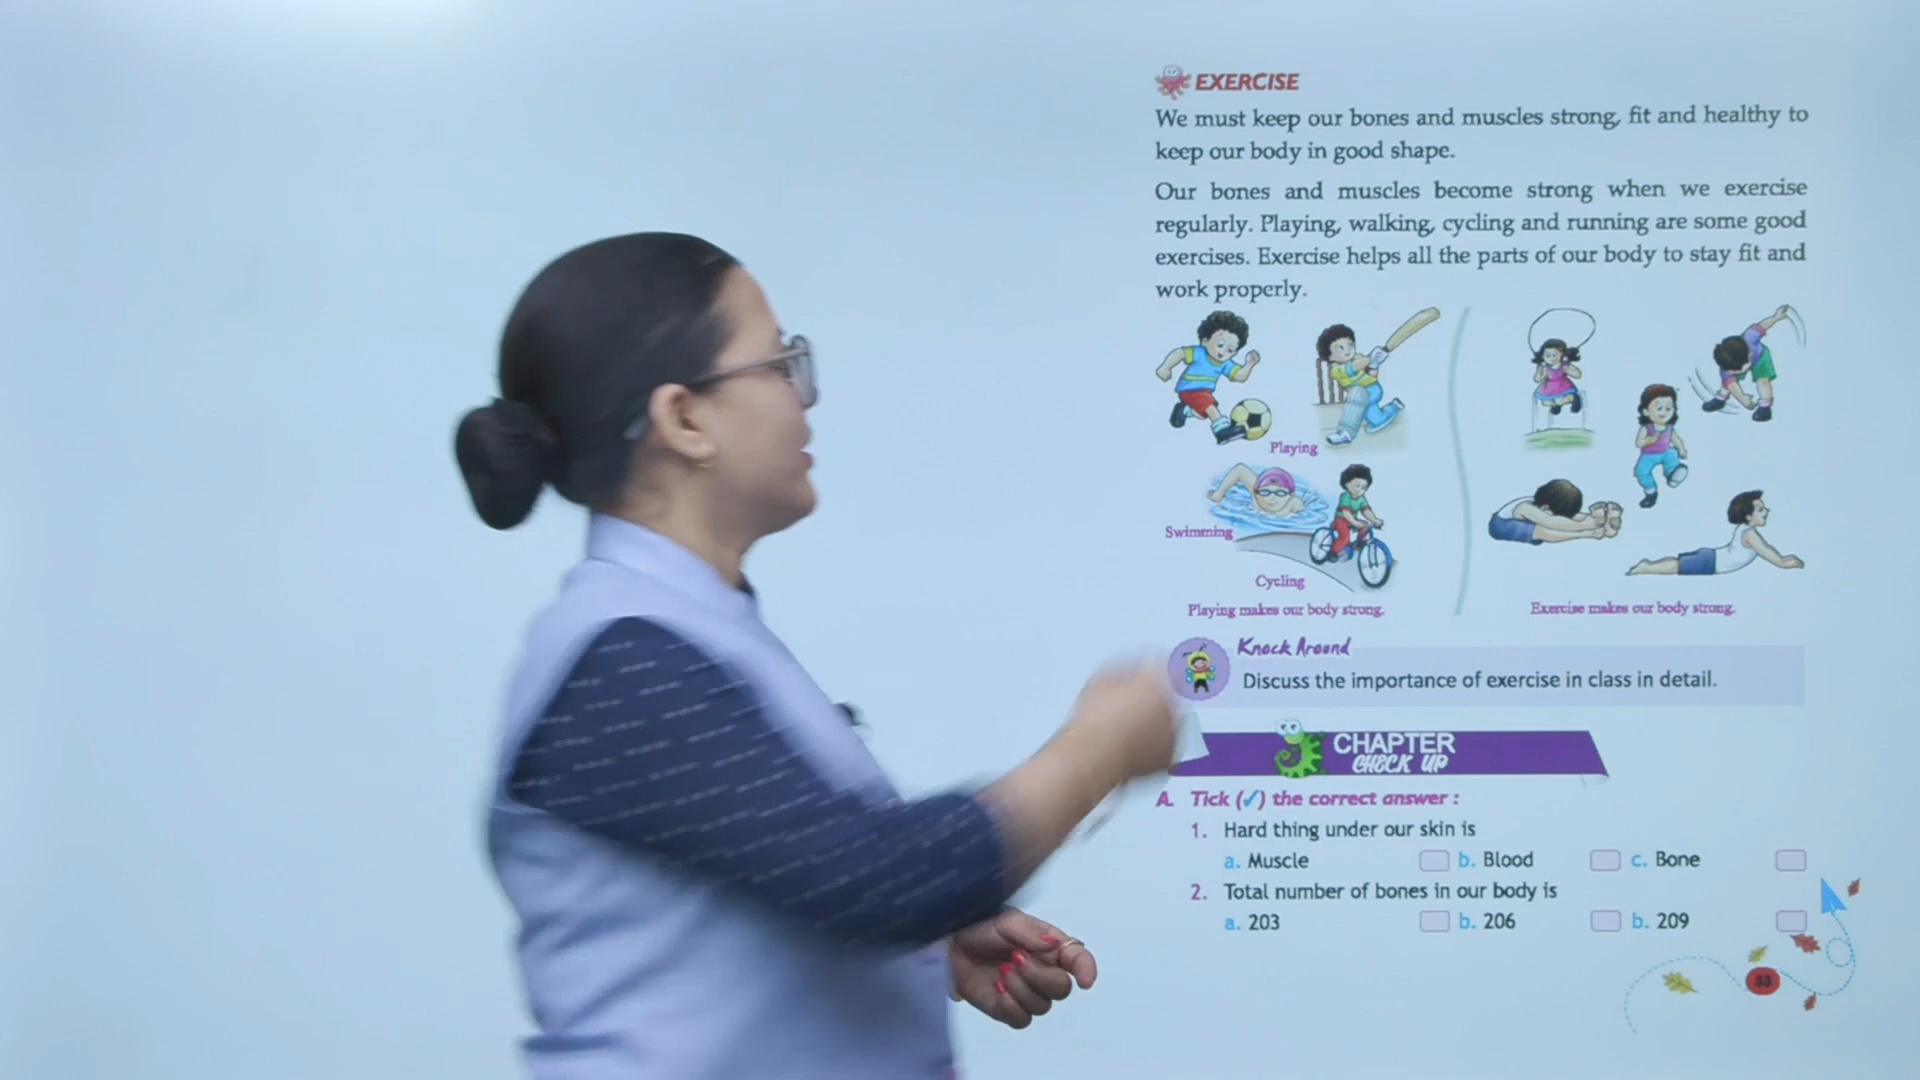 EXERCISE
We must keep our bones and muscles strong, fit and healthy to
keep our body in good shape.
Our bones and muscles become strong when we exercise
regularly. Playing, walking, cycling and running are some good
exercises. Exercise helps all the parts of our body to stay fit and
work properly.
Playing
Swimming
Cycling
Playing makes our body strong.
Exercise makes our body strong.
Knock Around
Discuss the importance of exercise in class in detail.
CHAPTER
CHECK UP
A. Tick (✓) the correct answer :
1. Hard thing under our skin is
a. Muscle b. Blood c. Bone
2. Total number of bones in our body is
a. 203 b. 206 b. 209
33